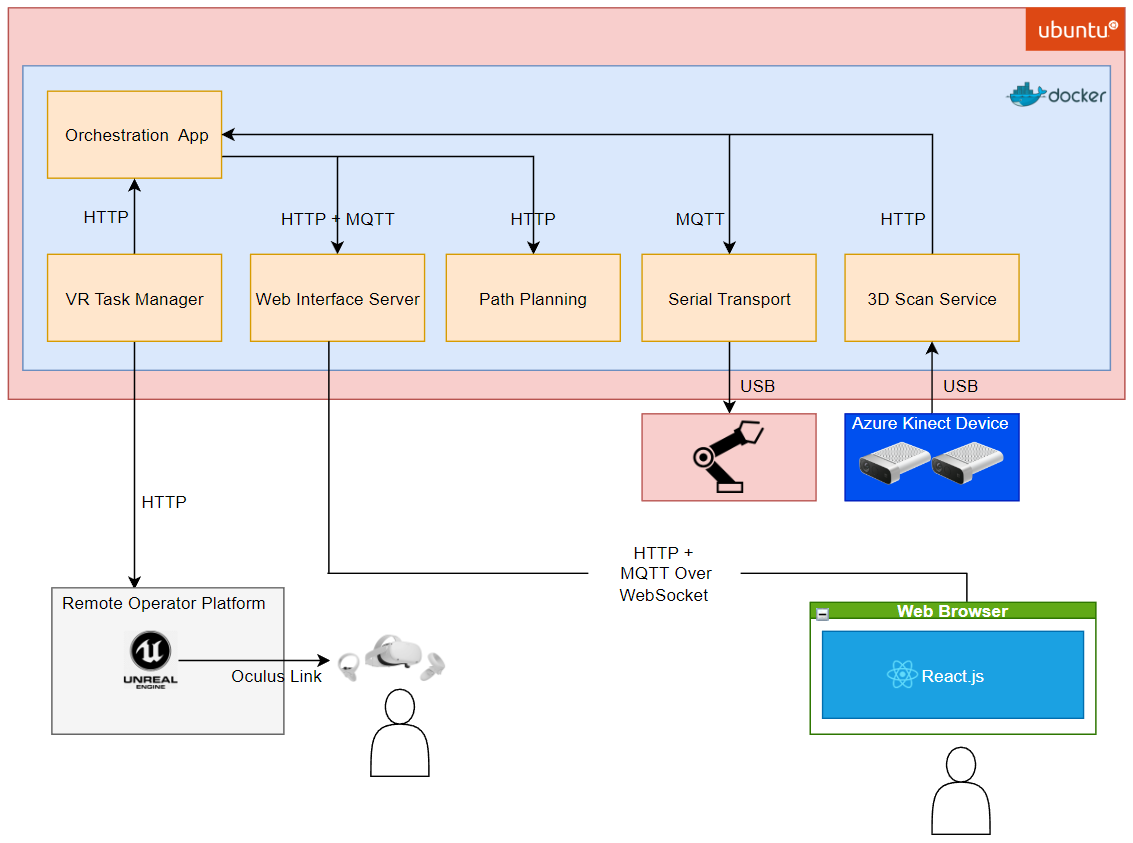 ubuntu
docker
Orchestration App
HTTP
HTTP + MQTT
HTTP
MQTT
HTTP
VR Task Manager
Web Interface Server
Path Planning
Serial Transport
3D Scan Service
USB
USB
Azure Kinect Device
HTTP
HTTP +
MQTT Over
WebSocket
Remote Operator Platform
UNREAL
ENGINE
Oculus Link
Web Browser
React.js